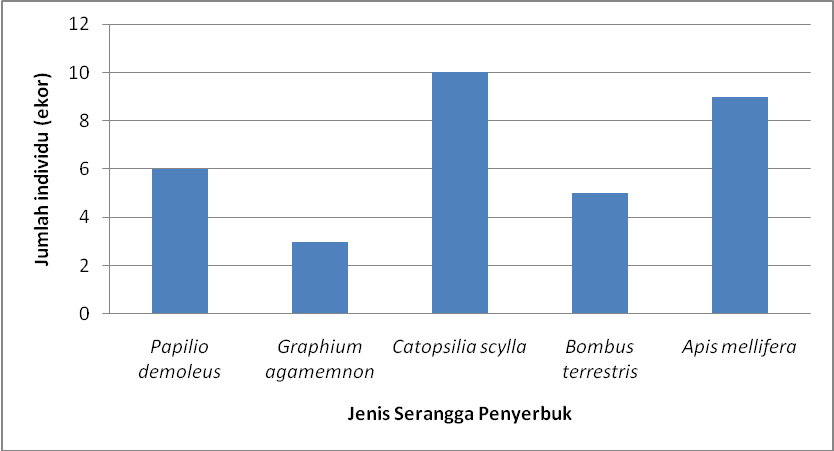 12
10
8
6
4
2
0
Jumlah individu (ekor)
Papilio
demoleus
Graphium
agamemnon
Catopsilia scylla
Bombus
terrestris
Apis mellifera
Jenis Serangga Penyerbuk